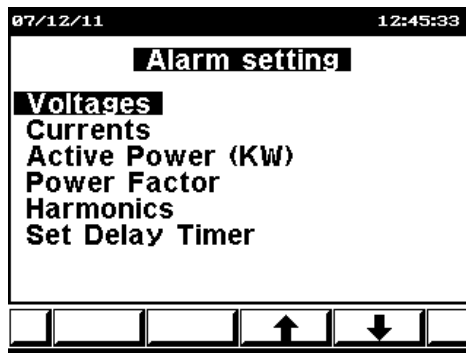 07/12/11 12:45:33
Alarm setting
Voltages
Currents
Active Power (KW)
Power Factor
Harmonics
Set Delay Timer